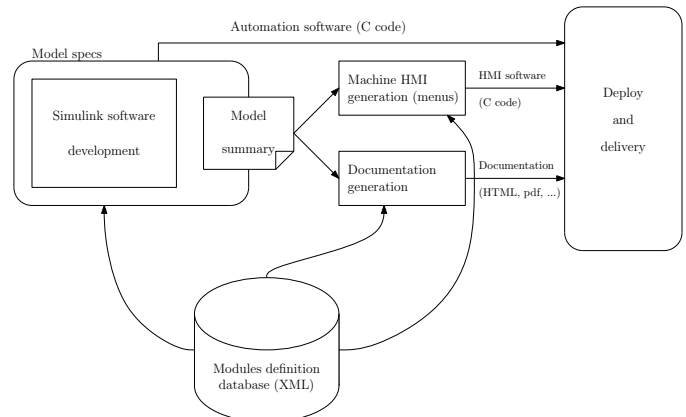 Automation software (C code)
Model specs
Simulink software
development
Model
summary
Machine HMI
generation (menus)
HMI software
(C code)
Documentation
generation
Documentation
(HTML, pdf, ...)
Deploy
and
delivery
Modules definition
database (XML)